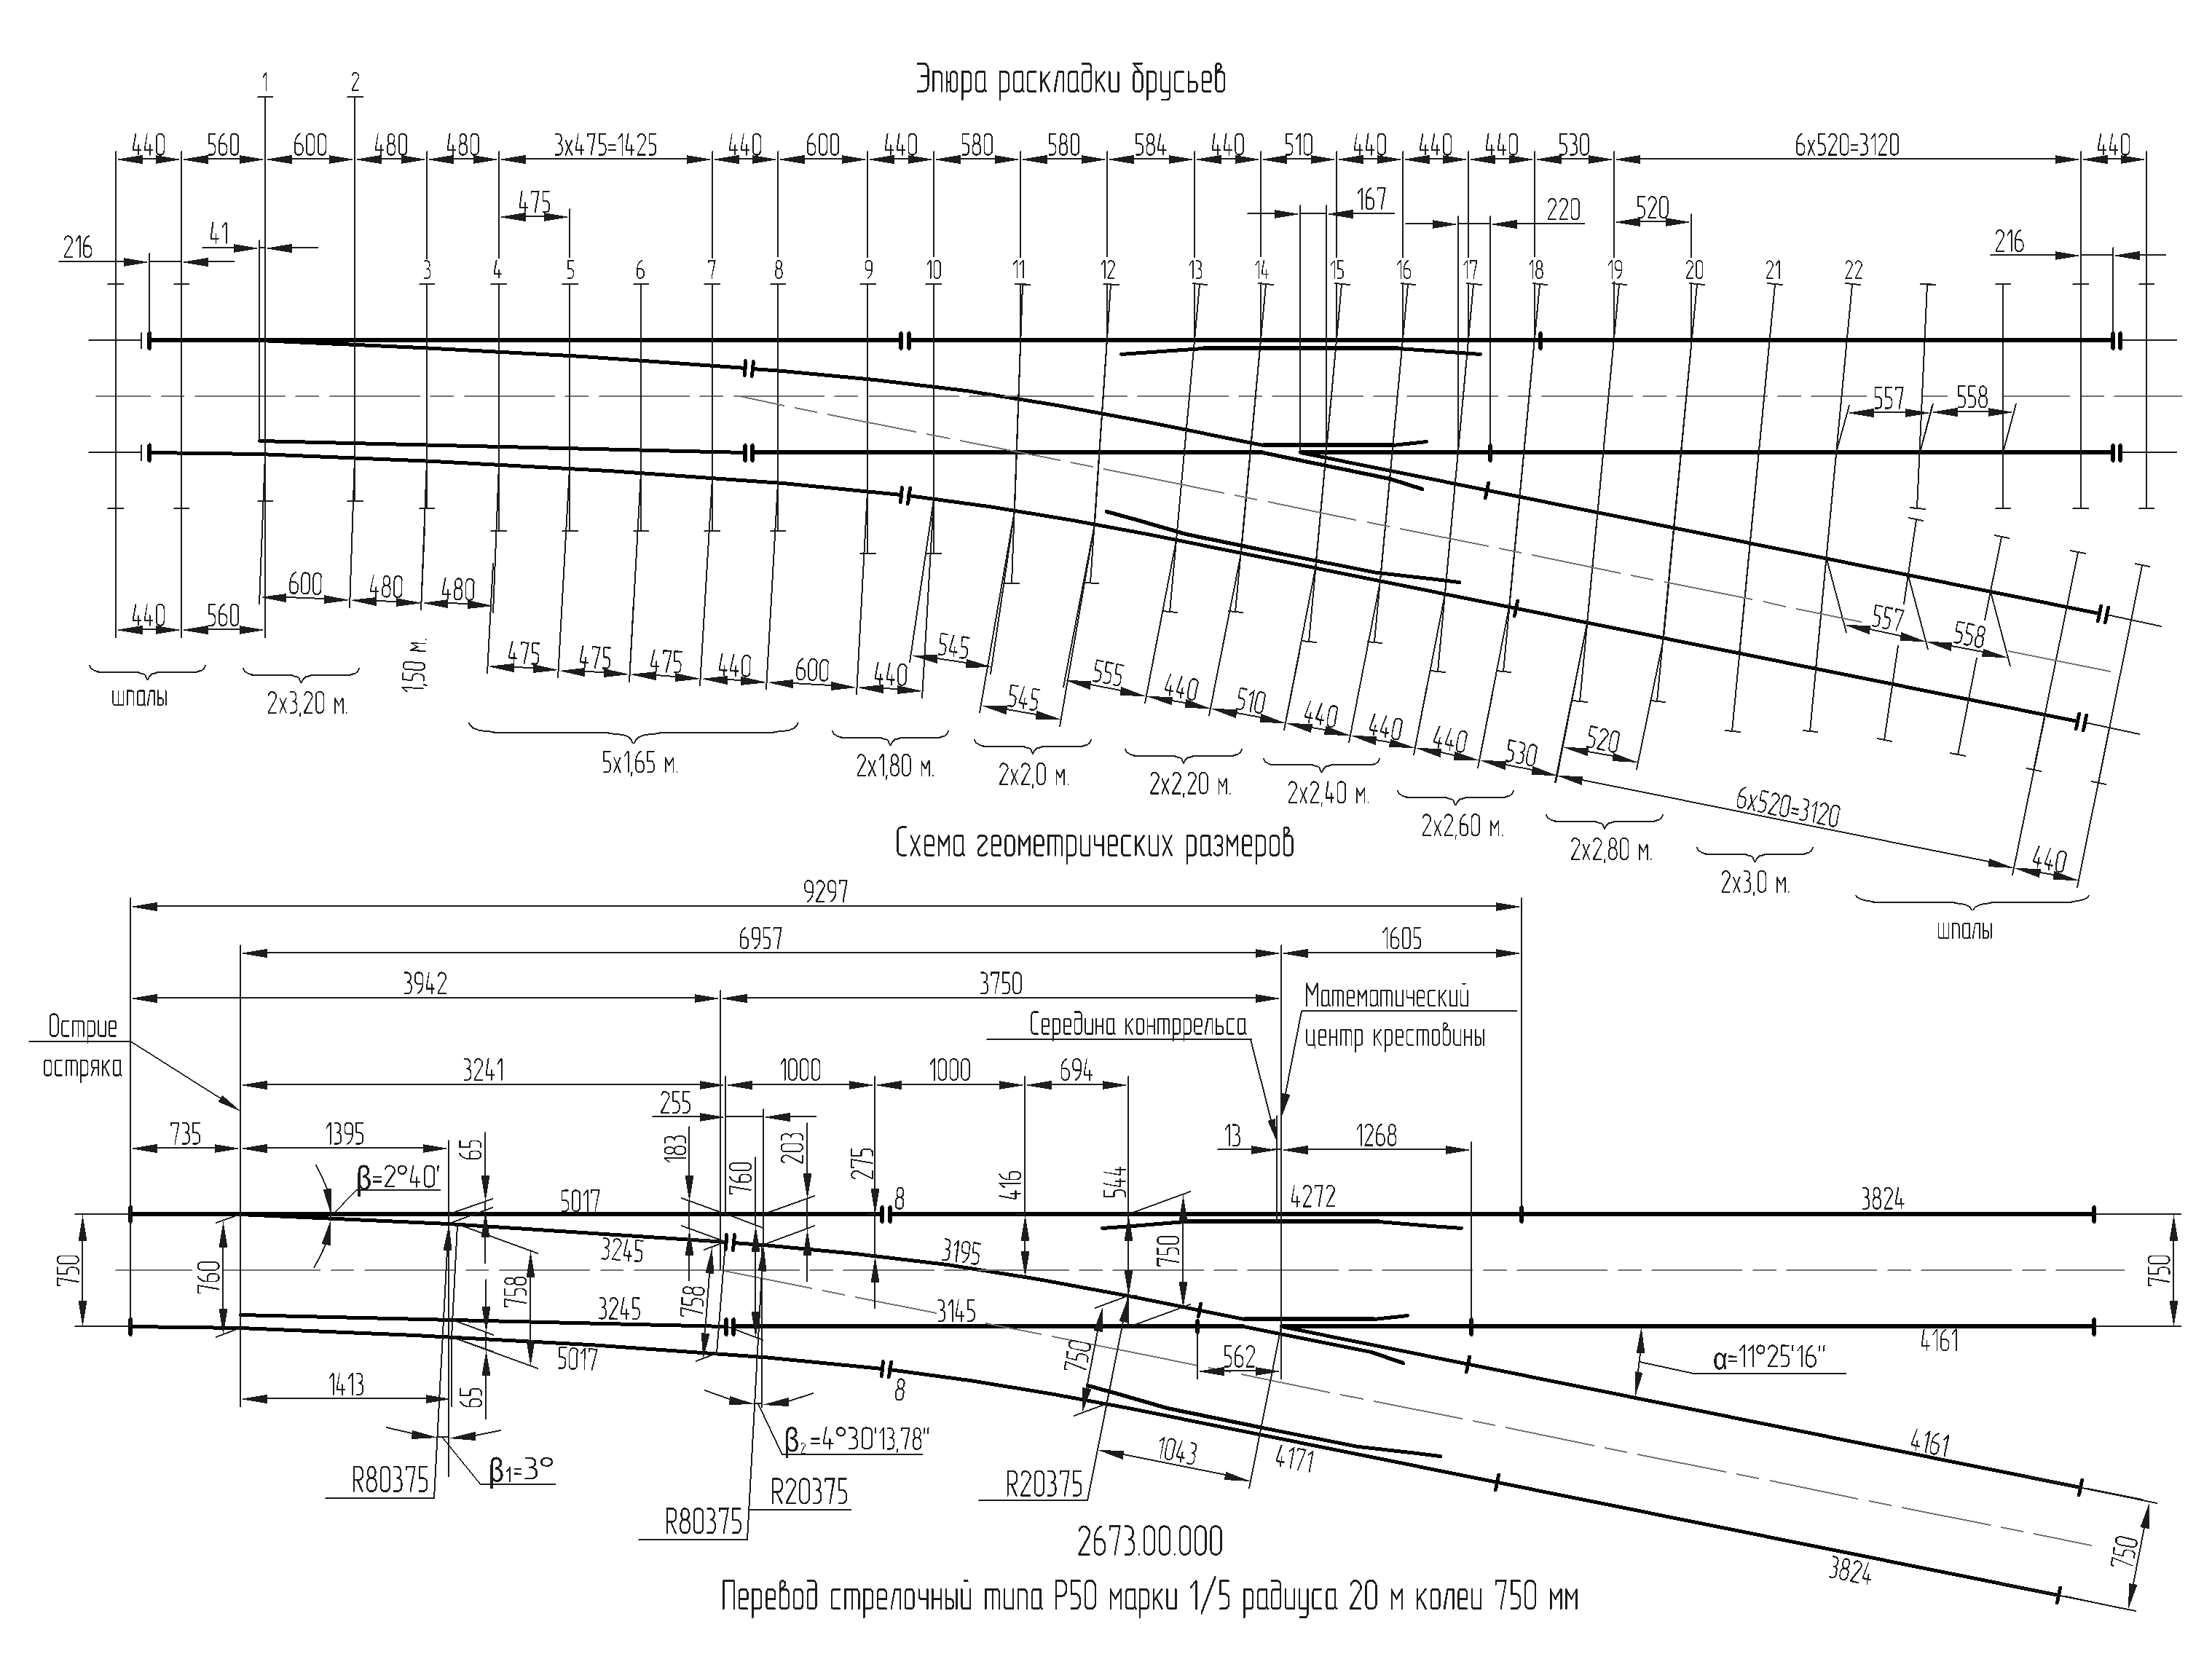 Эпюра раскладки брусьев
1 2
440 560 600 480 480 3х475=1425 440 600 440 580 580 584 440 510 440 440 440 530 6х520=3120 440
475 167 220 520
216 41 216
3 4 5 6 7 8 9 10 11 12 13 14 15 16 17 18 19 20 21 22
557 558
600 480 480
440 560
557 558
475 475 475 440 600 440 545
545 555 440 510 440 440 440 530 520
6х520=3120
440
шпалы
2х3,20 м.
1,50 м.
5х1,65 м.
2х1,80 м.
2х2,0 м.
2х2,20 м.
2х2,40 м.
2х2,60 м.
2х2,80 м.
2х3,0 м.
шпалы
Схема геометрических размеров
9297
6957 1605
3942 3750
Острие
остряка
Середина контррельса
Математический
центр крестовины
3241 1000 1000 694
255
735 1395 65 183 760 203 275 416 544 13 1268
β=2°40'
5017 8 4272 3824
750 760 3245 758 758 3195 750 750
3245 3145 4161
5017 8 562 α=11°25'16"
1413 65 750
β₂=4°30'13,78" 1043 4171 4161
β1=3°
R80375 R20375 R20375
R80375
750
3824
2673.00.000
Перевод стрелочный типа Р50 марки 1/5 радиуса 20 м колеи 750 мм